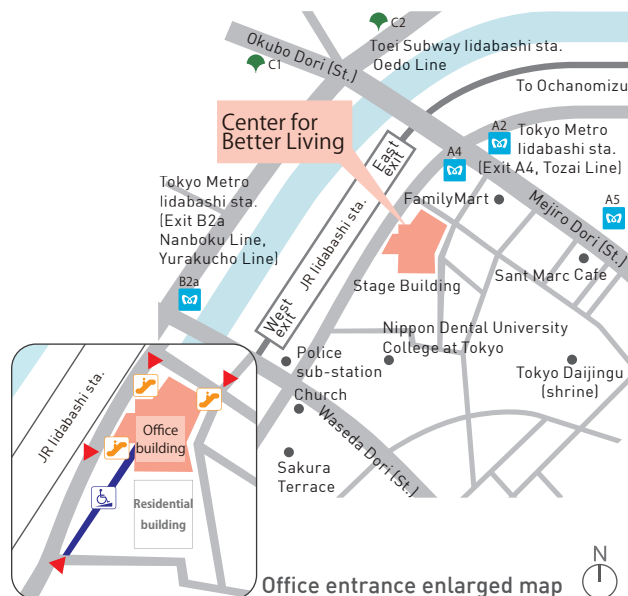 C2
Okubo Dori (St.)
C1
Toei Subway Iidabashi sta.
Oedo Line
To Ochanomizu
Center for
Better Living
East
exit
A2
Tokyo Metro
Iidabashi sta.
(Exit A4, Tozai Line)
A4
Tokyo Metro
Iidabashi sta.
(Exit B2a
Nanboku Line,
Yurakucho Line)
FamilyMart
A5
Mejiro Dori (St.)
JR Iidabashi sta.
Sant Marc Cafe
Stage Building
B2a
West
exit
Nippon Dental University
College at Tokyo
Police
sub-station
Tokyo Daijingu
(shrine)
Church
Waseda Dori (St.)
Sakura
Terrace
JR Iidabashi sta.
Office
building
Residential
building
N
Office entrance enlarged map